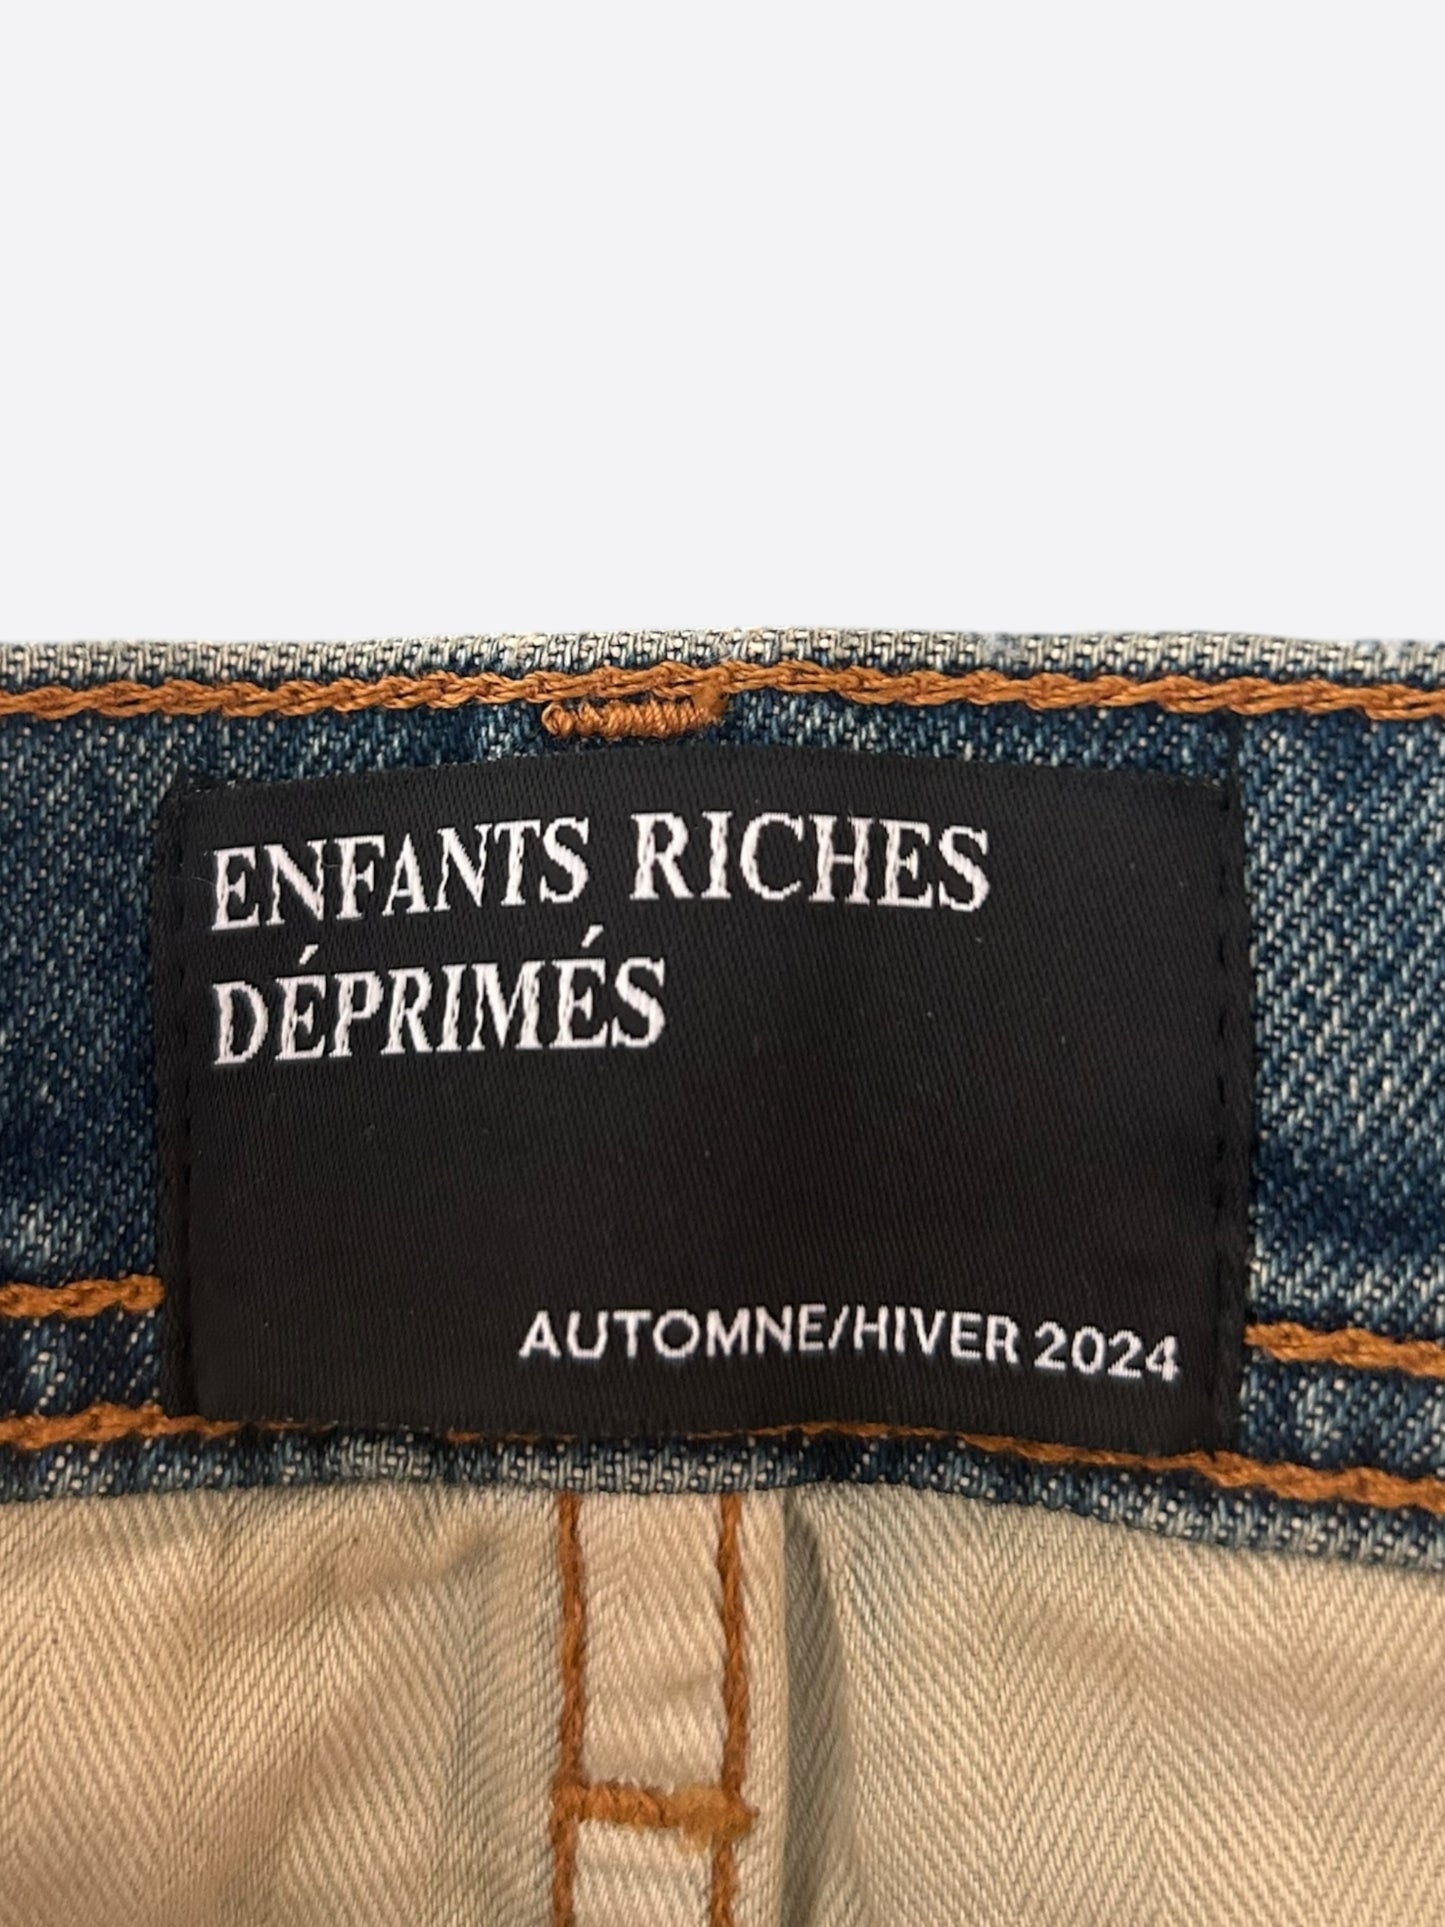 ENFANTS RICHES
DÉPRIMÉS
AUTOMNE/HIVER 2024